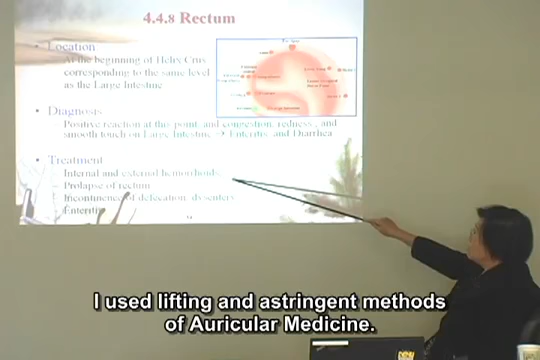 4.4.8 Rectum
• Location
At the beginning of Helix Crus
corresponding to the same level
as the Large Intestine
• Diagnosis
Positive reaction at this point, and congestion, redness, and
smooth touch on Large Intestine → Enteritis, and Diarrhea
• Treatment
Internal and external hemorrhoids,
Prolapse of rectum
Incontinence of defecation, dysentery
Enteritis
I used lifting and astringent methods
of Auricular Medicine.